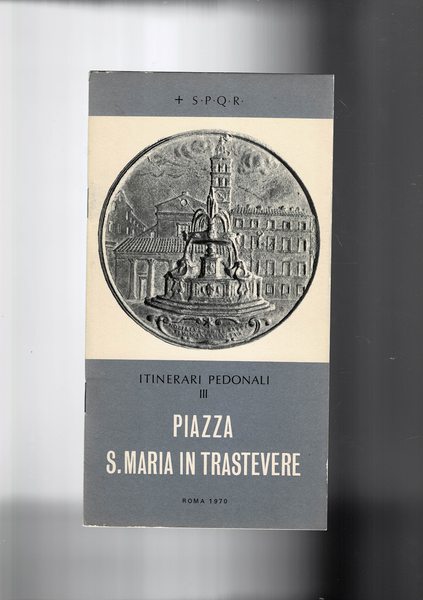 + S·P·Q·R·
ITINERARI PEDONALI
III
PIAZZA
S. MARIA IN TRASTEVERE
ROMA 1970